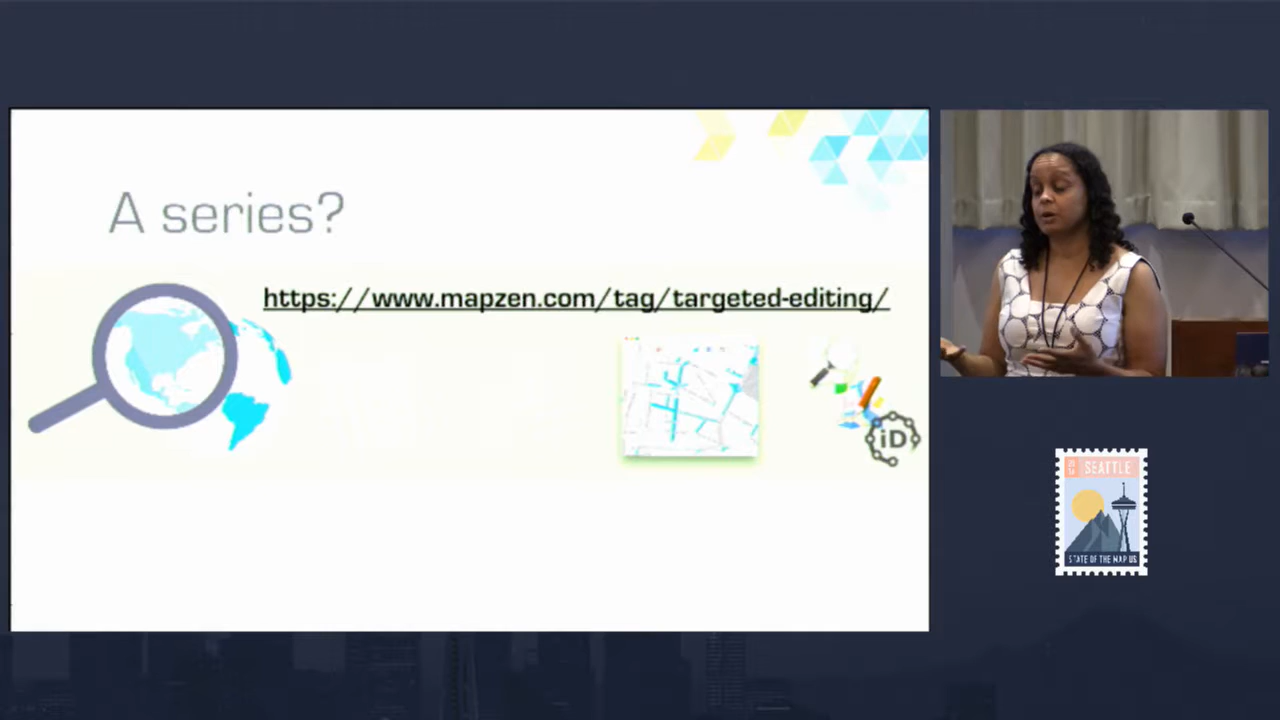 A series?
https://www.mapzen.com/tag/targeted-editing/
iD
SEATTLE
STATE OF THE MAP US